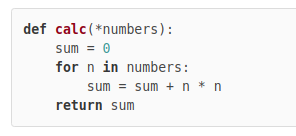 def calc(*numbers):
    sum = 0
    for n in numbers:
        sum = sum + n * n
    return sum